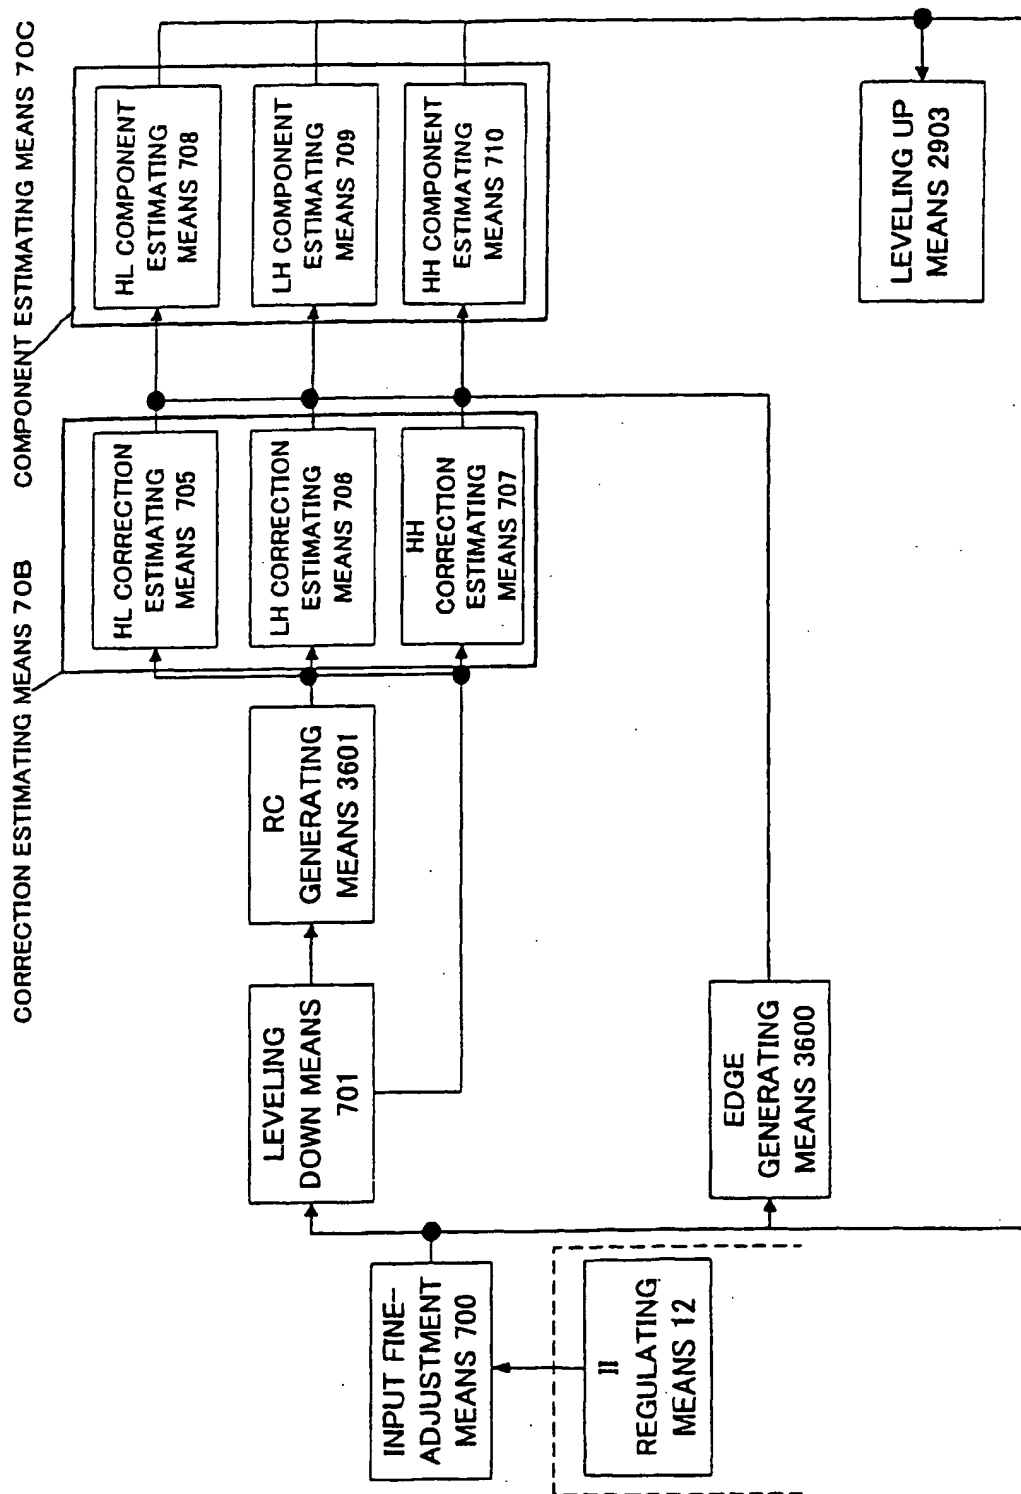 CORRECTION ESTIMATING MEANS 70B
COMPONENT ESTIMATING MEANS 70C
INPUT FINE-
ADJUSTMENT
MEANS 700
II
REGULATING
MEANS 12
LEVELING
DOWN MEANS
701
EDGE
GENERATING
MEANS 3600
RC
GENERATING
MEANS 3601
HL CORRECTION
ESTIMATING
MEANS 705
LH CORRECTION
ESTIMATING
MEANS 706
HH
CORRECTION
ESTIMATING
MEANS 707
HL COMPONENT
ESTIMATING
MEANS 708
LH COMPONENT
ESTIMATING
MEANS 709
HH COMPONENT
ESTIMATING
MEANS 710
LEVELING UP
MEANS 2903